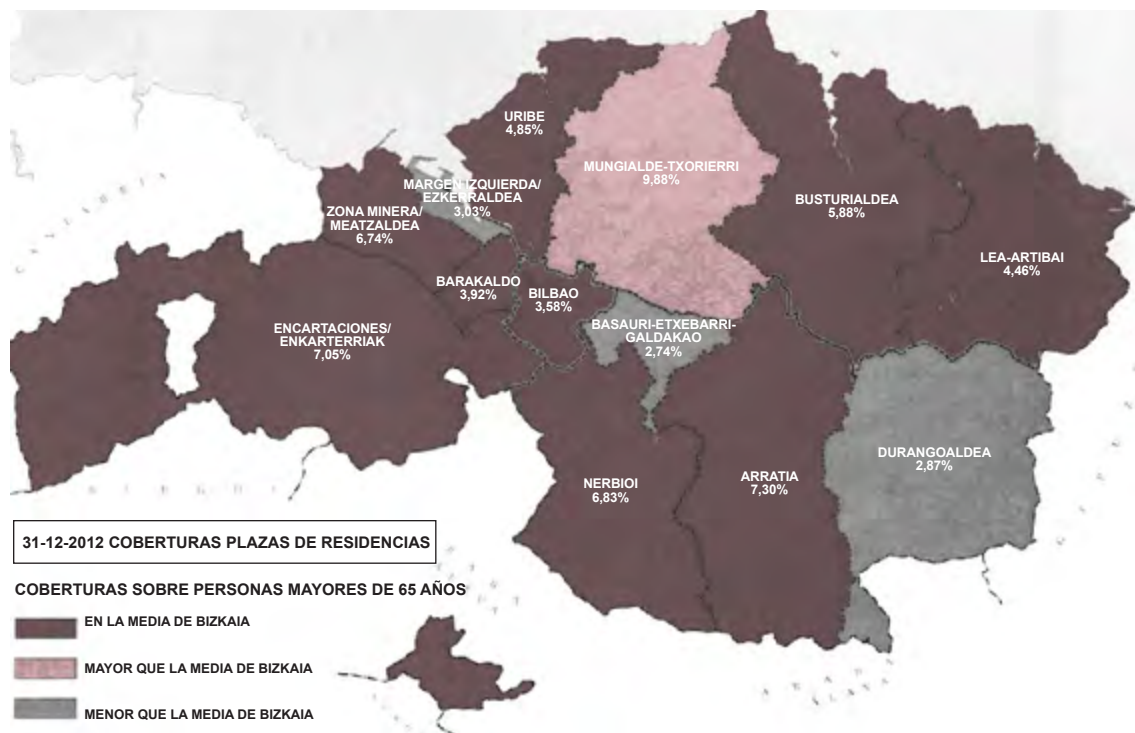 URIBE
4,85%
MUNGIALDE-TXORIERRI
9,88%
MARGEN IZQUIERDA/
EZKERRALDEA
3,03%
BUSTURIALDEA
5,88%
ZONA MINERA/
MEATZALDEA
6,74%
LEA-ARTIBAI
4,46%
BARAKALDO
3,92%
BILBAO
3,58%
ENCARTACIONES/
ENKARTERRIAK
7,05%
BASAURI-ETXEBARRI-
GALDAKAO
2,74%
DURANGOALDEA
2,87%
NERBIOI
6,83%
ARRATIA
7,30%
31-12-2012 COBERTURAS PLAZAS DE RESIDENCIAS
COBERTURAS SOBRE PERSONAS MAYORES DE 65 AÑOS
EN LA MEDIA DE BIZKAIA
MAYOR QUE LA MEDIA DE BIZKAIA
MENOR QUE LA MEDIA DE BIZKAIA